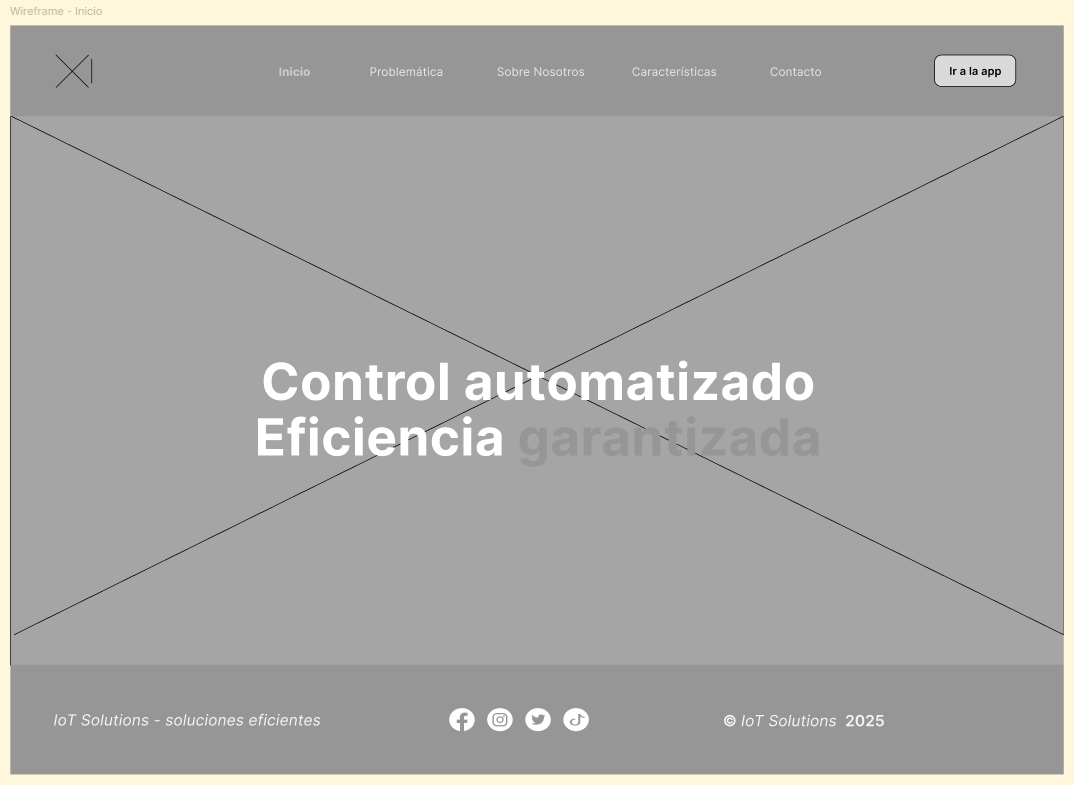 Wireframe - Inicio
Inicio Problemática Sobre Nosotros Características Contacto Ir a la app
Control automatizado
Eficiencia garantizada
IoT Solutions - soluciones eficientes © IoT Solutions 2025